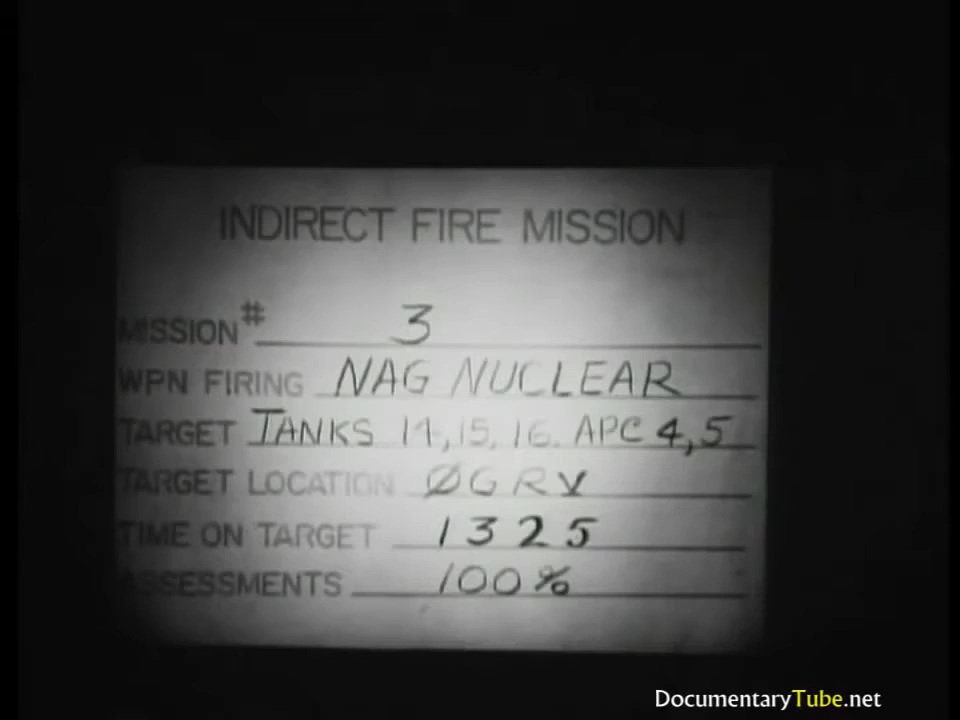 INDIRECT FIRE MISSION
MISSION # 3
WPN FIRING NAG NUCLEAR
TARGET TANKS 14, 15, 16. APC 4, 5
TARGET LOCATION ØGRV
TIME ON TARGET 1325
ASSESSMENTS 100%
DocumentaryTube.net